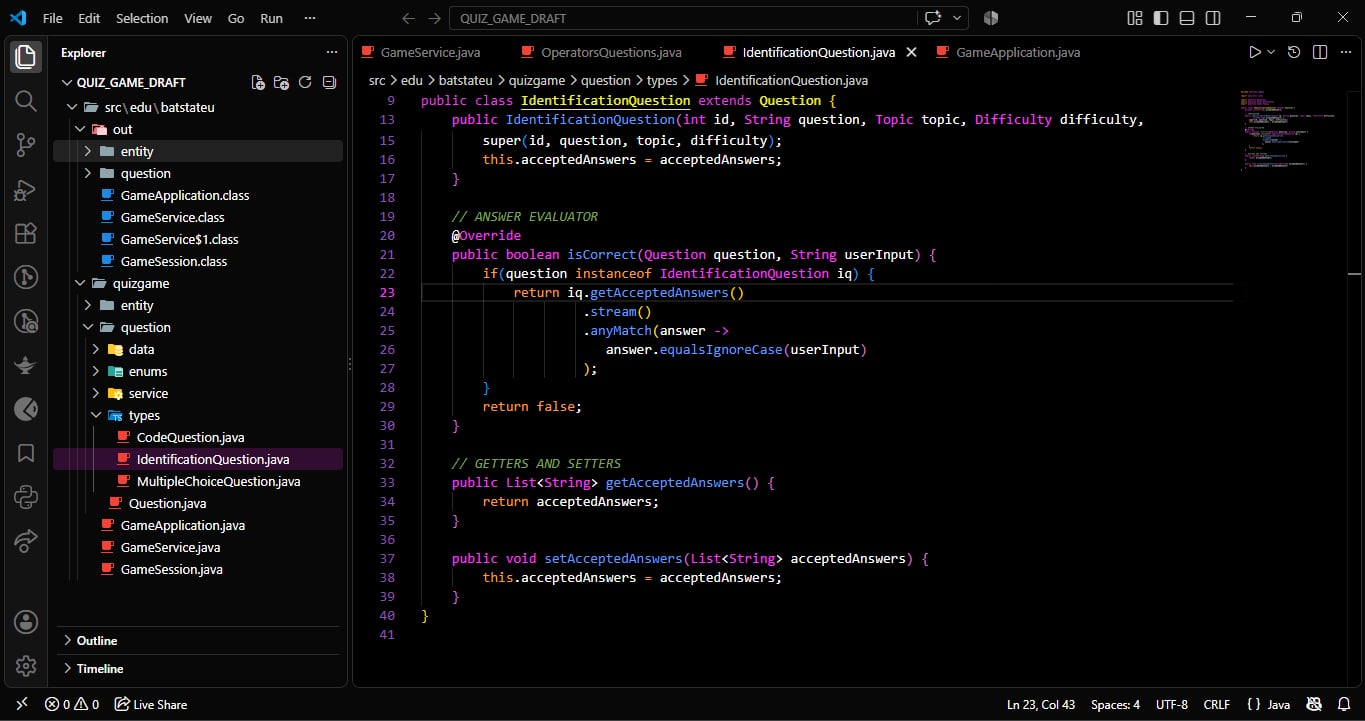 File Edit Selection View Go Run ··· QUIZ_GAME_DRAFT
Explorer ···
QUIZ_GAME_DRAFT
src\edu\batstateu
out
entity
question
GameApplication.class
GameService.class
GameService$1.class
GameSession.class
quizgame
entity
question
data
enums
service
types
CodeQuestion.java
IdentificationQuestion.java
MultipleChoiceQuestion.java
Question.java
GameApplication.java
GameService.java
GameSession.java
Outline
Timeline
GameService.java OperatorsQuestions.java IdentificationQuestion.java GameApplication.java
src > edu > batstateu > quizgame > question > types > IdentificationQuestion.java
9 public class IdentificationQuestion extends Question {
13 public IdentificationQuestion(int id, String question, Topic topic, Difficulty difficulty,
15 super(id, question, topic, difficulty);
16 this.acceptedAnswers = acceptedAnswers;
17 }
18
19 // ANSWER EVALUATOR
20 @Override
21 public boolean isCorrect(Question question, String userInput) {
22 if(question instanceof IdentificationQuestion iq) {
23 return iq.getAcceptedAnswers()
24 .stream()
25 .anyMatch(answer ->
26 answer.equalsIgnoreCase(userInput)
27 );
28 }
29 return false;
30 }
31
32 // GETTERS AND SETTERS
33 public List<String> getAcceptedAnswers() {
34 return acceptedAnswers;
35 }
36
37 public void setAcceptedAnswers(List<String> acceptedAnswers) {
38 this.acceptedAnswers = acceptedAnswers;
39 }
40 }
41
0 0 Live Share Ln 23, Col 43 Spaces: 4 UTF-8 CRLF { } Java